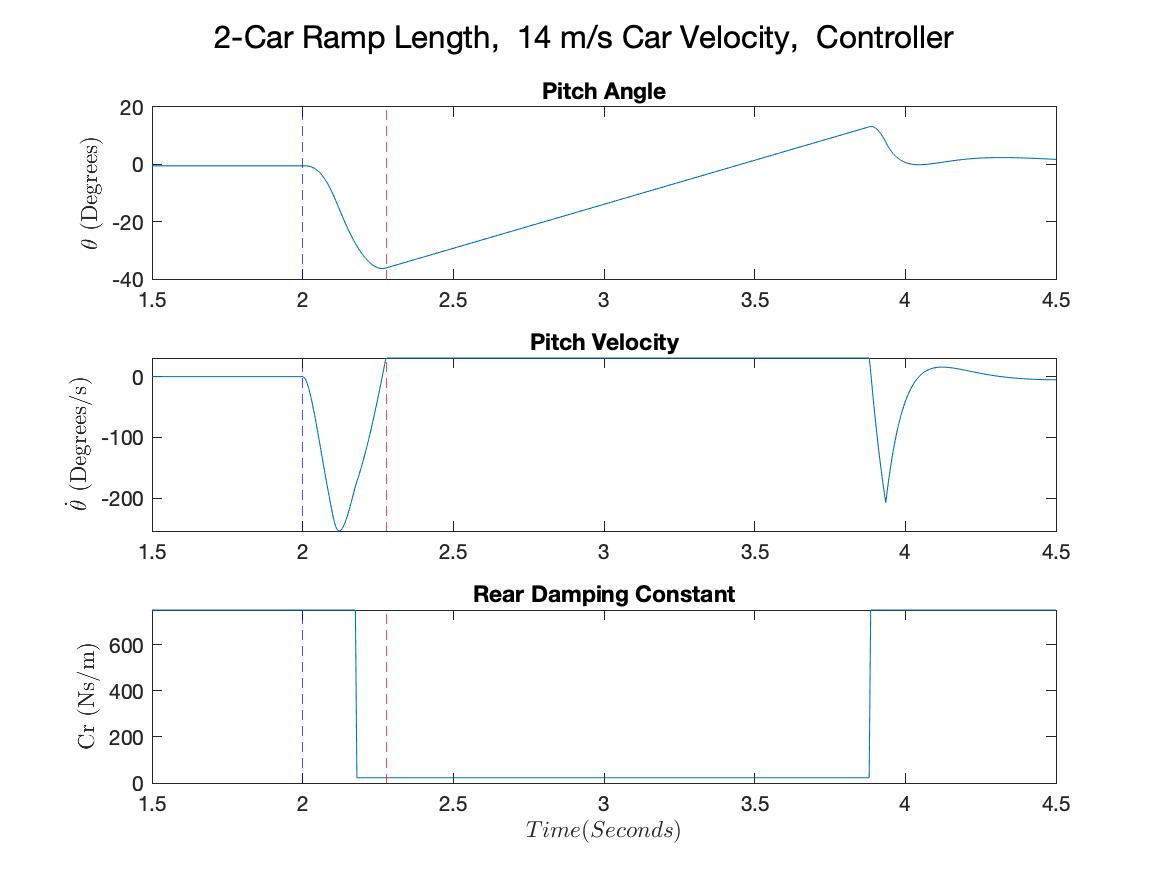 2-Car Ramp Length,  14 m/s Car Velocity,  Controller
Pitch Angle
20
0
-20
-40
θ (Degrees)
1.5 2 2.5 3 3.5 4 4.5
Pitch Velocity
0
-100
-200
θ̇ (Degrees/s)
1.5 2 2.5 3 3.5 4 4.5
Rear Damping Constant
600
400
200
0
Cr (Ns/m)
1.5 2 2.5 3 3.5 4 4.5
Time(Seconds)